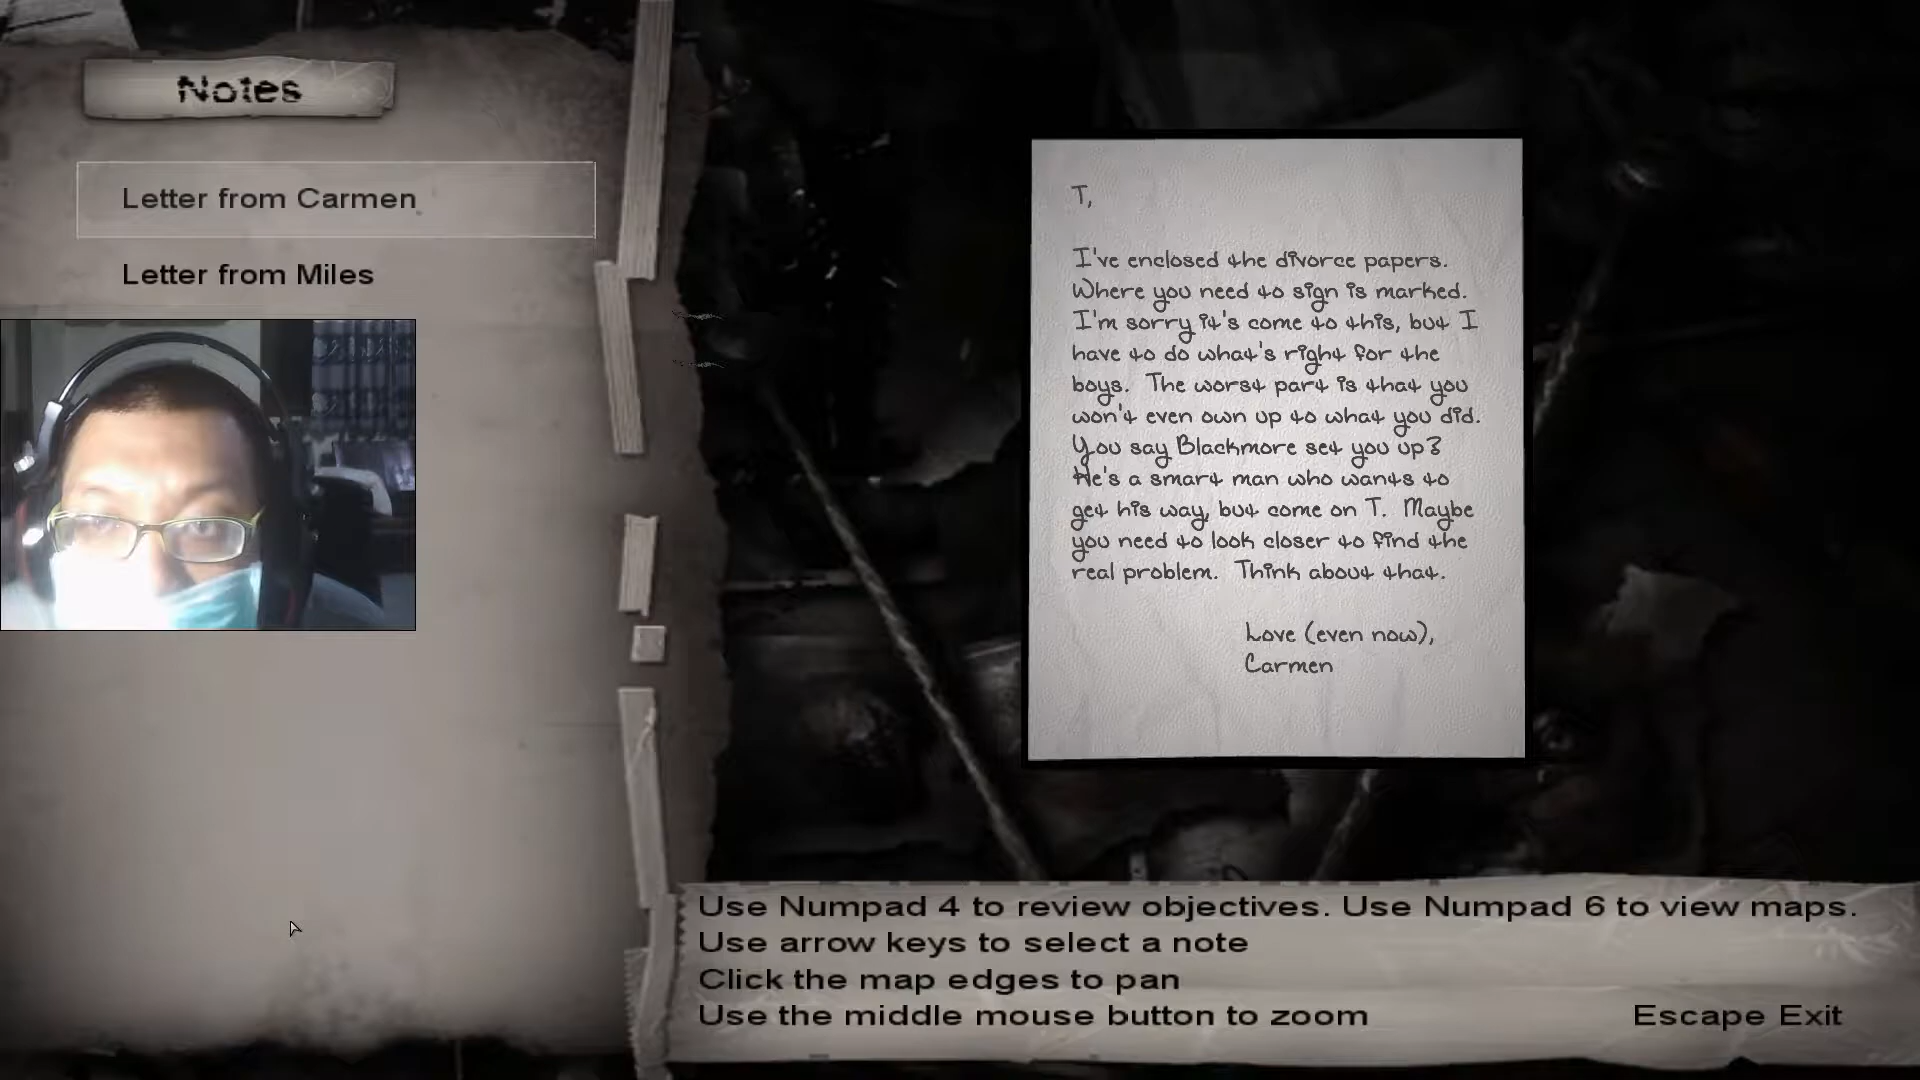 Notes
Letter from Carmen
Letter from Miles
T,
I've enclosed the divorce papers.
Where you need to sign is marked.
I'm sorry it's come to this, but I
have to do what's right for the
boys. The worst part is that you
won't even own up to what you did.
You say Blackmore set you up?
He's a smart man who wants to
get his way, but come on T. Maybe
you need to look closer to find the
real problem. Think about that.
Love (even now),
Carmen
Use Numpad 4 to review objectives. Use Numpad 6 to view maps.
Use arrow keys to select a note
Click the map edges to pan
Use the middle mouse button to zoom
Escape Exit